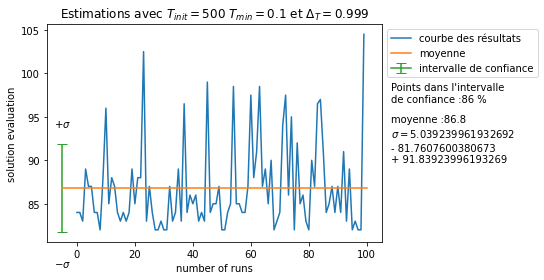 Estimations avec $T_{init} = 500$ $T_{min} = 0.1$ et $\Delta_T = 0.999$
105
100
95
90
85
solution evaluation
+σ
−σ
0
20
40
60
80
100
number of runs
courbe des résultats
moyenne
intervalle de confiance
Points dans l'intervalle
de confiance :86 %
moyenne :86.8
σ = 5.039239961932692
- 81.7607600380673
+ 91.83923996193269